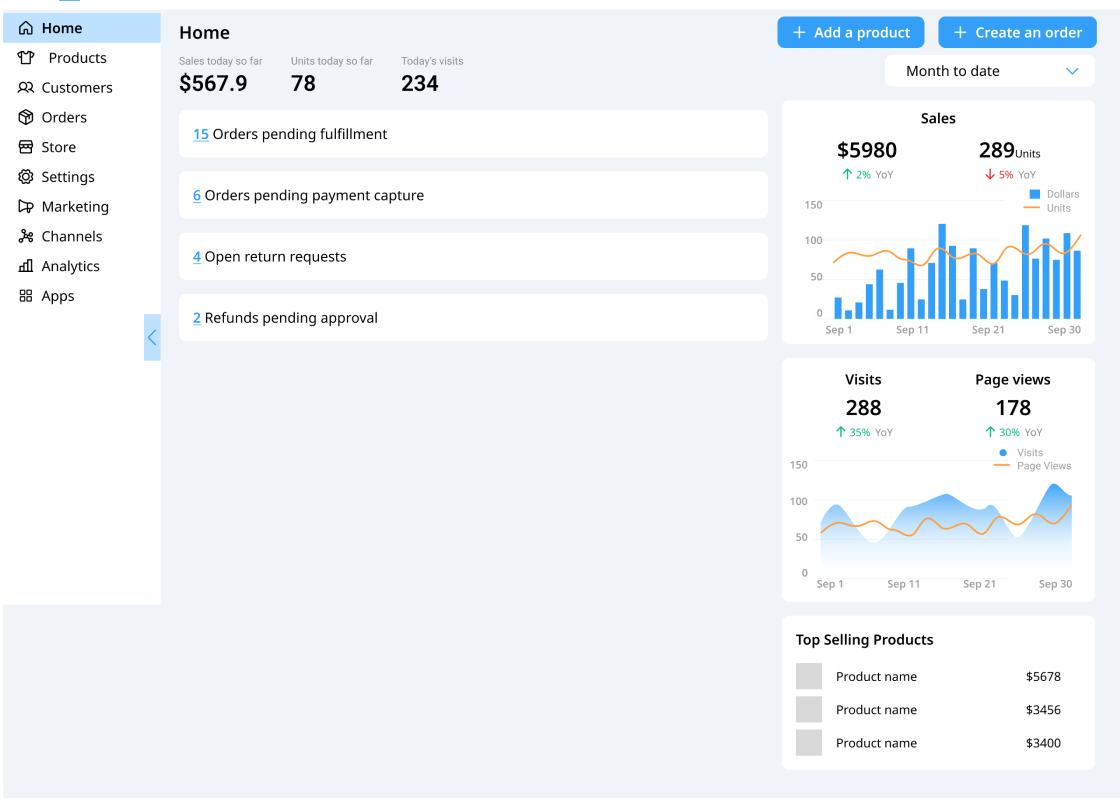 Home
Products
Customers
Orders
Store
Settings
Marketing
Channels
Analytics
Apps
Home
Add a product
Create an order
Sales today so far
Units today so far
Today's visits
$567.9
78
234
Month to date
15 Orders pending fulfillment
6 Orders pending payment capture
4 Open return requests
2 Refunds pending approval
Sales
$5980
289Units
2% YoY
5% YoY
Dollars
Units
150
100
50
0
Sep 1
Sep 11
Sep 21
Sep 30
Visits
Page views
288
178
35% YoY
30% YoY
Visits
Page Views
150
100
50
0
Sep 1
Sep 11
Sep 21
Sep 30
Top Selling Products
Product name $5678
Product name $3456
Product name $3400